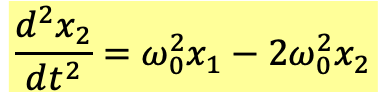 d²x₂/dt² = ω₀²x₁ − 2ω₀²x₂